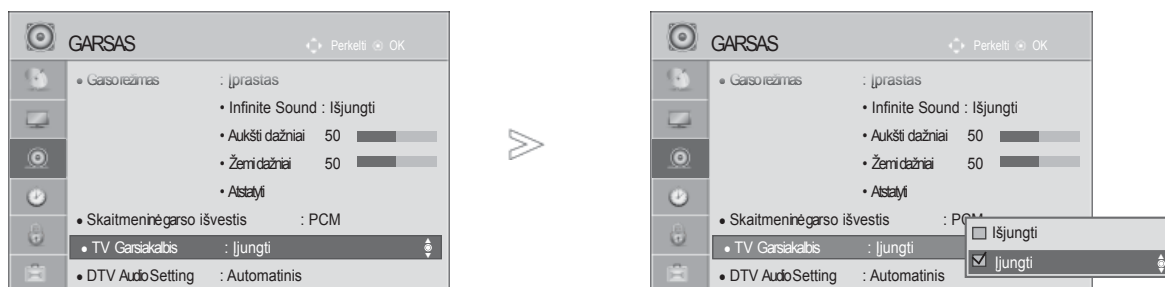 GARSAS
Perkelti OK
• Garso režimas : Įprastas
• Infinite Sound : Išjungti
• Aukšti dažniai 50
• Žemi dažniai 50
• Atstatyti
• Skaitmeninė garso išvestis : PCM
• TV Garsiakalbis : Įjungti
• DTV Audio Setting : Automatinis
GARSAS
Perkelti OK
• Garso režimas : Įprastas
• Infinite Sound : Išjungti
• Aukšti dažniai 50
• Žemi dažniai 50
• Atstatyti
• Skaitmeninė garso išvestis : PCM
• TV Garsiakalbis : Įjungti
• DTV Audio Setting : Automatinis
Išjungti
Įjungti